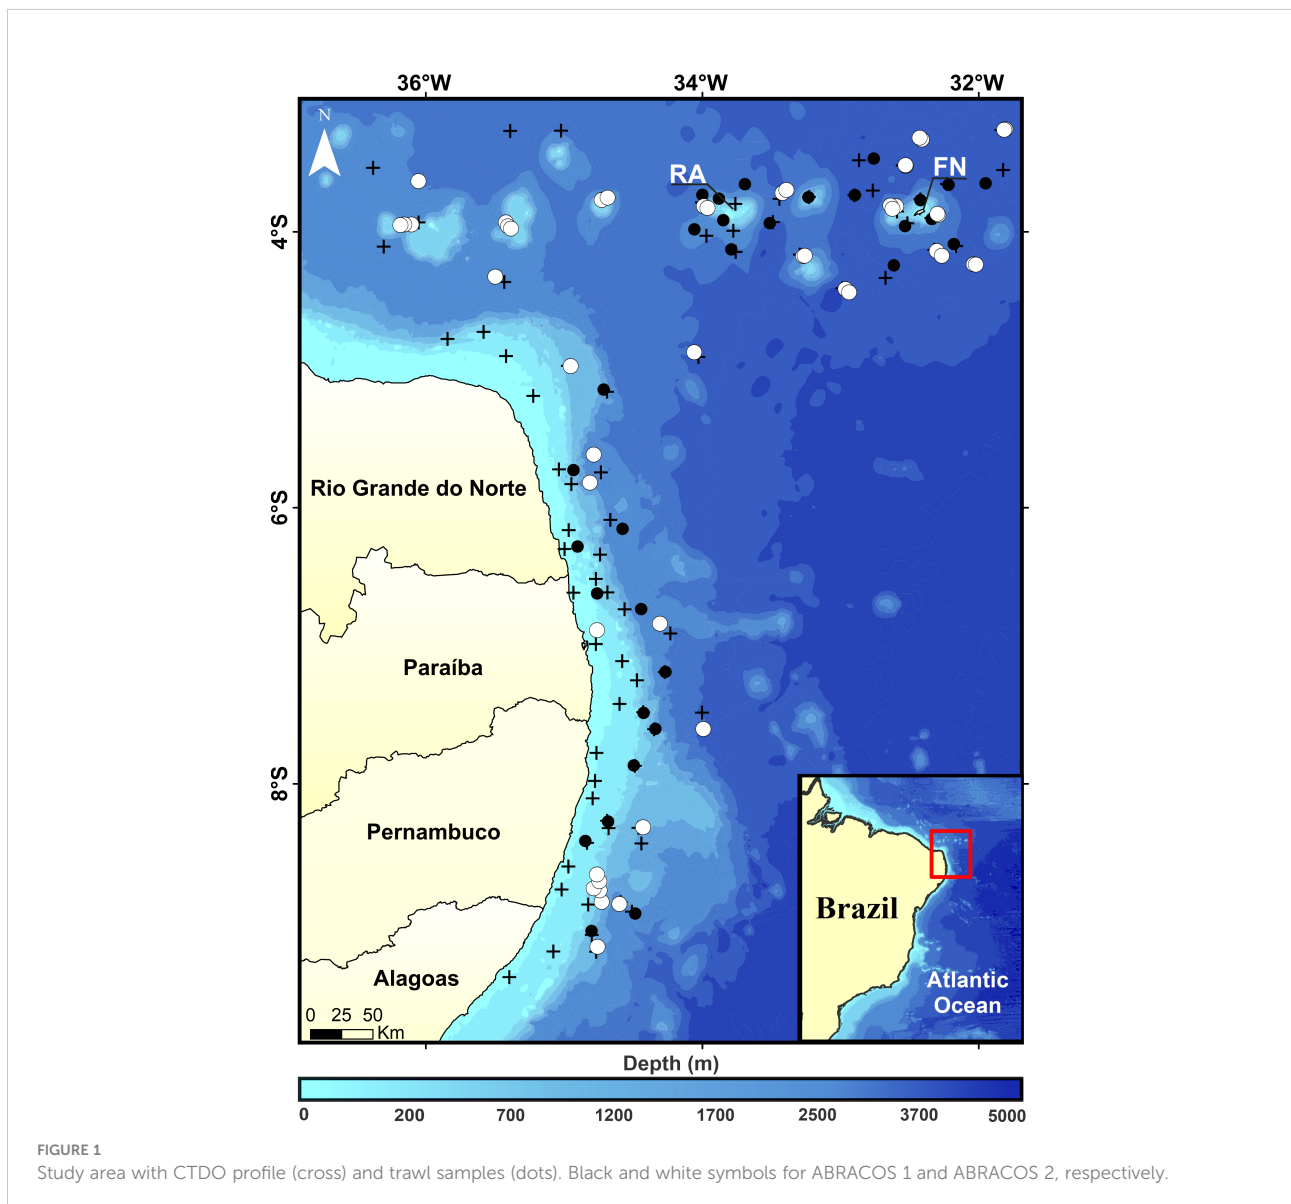 36°W 34°W 32°W
N
RA FN
4°S
Rio Grande do Norte
6°S
Paraíba
8°S
Pernambuco
Brazil
Alagoas
Atlantic
Ocean
0 25 50
Km
Depth (m)
0 200 700 1200 1700 2500 3700 5000
FIGURE 1
Study area with CTDO profile (cross) and trawl samples (dots). Black and white symbols for ABRACOS 1 and ABRACOS 2, respectively.